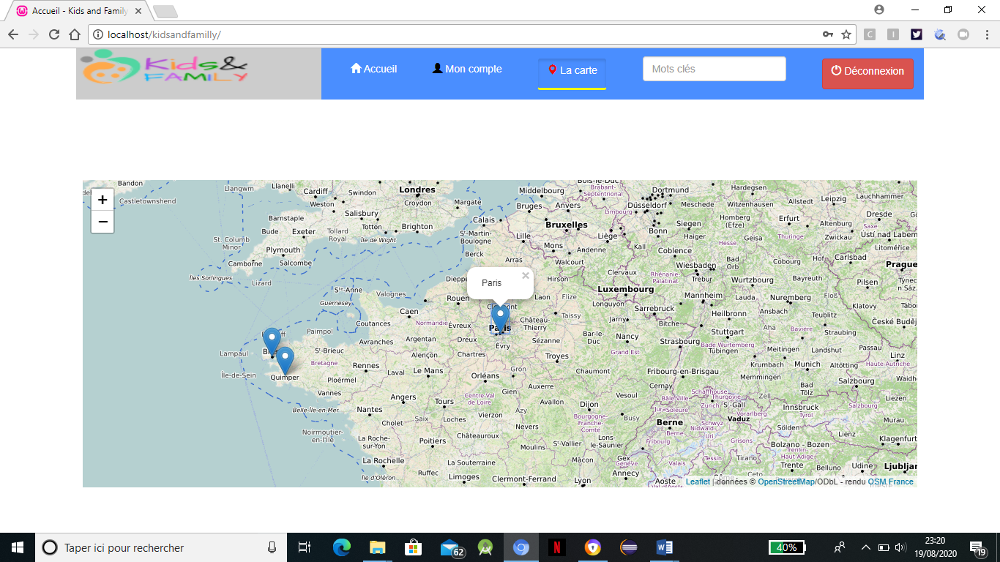 Accueil - Kids and Family
localhost/kidsandfamilly/
Kids&
FAMILY
Accueil
Mon compte
La carte
Mots clés
Déconnexion
+
−
Bandon
Castletownshend
Llangwm
Llanelli
Cardiff
Swindon
Londres
Croydon
Weston
Margate
Salisbury
Totton
Brighton
Barnstaple
Bude
Exeter
Tollard Royal
Île de Wight
St. Columb Minor
Plymouth
Camborne
Salcombe
Iles Sorlingues
Lizard
Middelbourg
Bois-le-Duc
Brabant-Septentrional
Dortmund
Hardegsen
Bruges
Anvers
Limbourg
Düsseldorf
Meschede
Witzenhausen
Allstedt
Leipzig
Lauchhammer
Calais
Bruxelles
Siegen
Homberg (Efze)
Erfurt
Altenburg
Dresde
Saxe
St-Martin-Boulogne
Lille
Liège
Bonn
Haiger
Hesse
Geisa
Thuringe
Zwickau
Ústí nad Labem
Mons
Andenne
Kall
Litoměřice
Berck
Arras
Walcourt
Coblence
Bad Orb
Cobourg
Hof
Carlsbad
Prague
Wiesbaden
Trebur
Paris
×
Dieppe
Hirson
Clervaux
Rhénanie-Palatinat
Wurtzbourg
Bayreuth
Pilsen
Rouen
Laon
Flize
Luxembourg
Mannheim
Lauda
Nuremberg
Klatovy
Tábor
Longuyon
Sarrebruck
Heilbronn
Ansbach
Teublitz
České Budějo
Ste-Anne
Valognes
Guernesey
Caen
Normandie
Évreux
Château-Thierry
Taissy
Jarny
Bitche
Aha
Bavière
Straubing
Coutances
Paris
Bar-le-Duc
Nancy
Stuttgart
Passau
Paimpol
Avranches
Argentan
Dreux
Évry
Sézanne
Grand Est
Strasbourg
Bade Wurtemberg
Ehingen
Meitingen
Landshut
Linz
Lampaul
St-Brieuc
Alençon
Chartres
Troyes
Krumbach
Munich
Altötting
Haute-Autriche
Bretagne
Rennes
Laval
Le Mans
Gron
Chaumont
Fribourg-en-Brisgau
Memmingen
Bad Tölz
Salzbourg
Île-de-Sein
Quimper
Ploërmel
Orléans
Auxerre
Cernay
Schaffhouse
Thurgovie
Vannes
Angers
Centre-Val de Loire
Gien
Vesoul
Bâle Ville
Zurich
St-Gall
Zell
Innsbruck
Liezen
Belle-Île-en-Mer
Nantes
Tours
Avallon
Dijon
Jura
Soleure
Vorarlberg
Tyrol
Salzbourg
Cholet
Saix
Loches
Vierzon
Azy
Bourgogne-Franche-Comté
Busy
Berne
Schwyz
Vaduz
Sölden
Murau
Noirmoutier-en-l'Île
Nevers
Berne
Nidwald
Uri
Lienz
La Roche-sur-Yon
Poitiers
Châteauroux
Moulins
St-Vallier
Lons-le-Saunier
Fribourg
Grisons
Bolzano - Bozen
Klagenfurt
La Rochelle
La Souterraine
Mâcon
Gex
Genève
Valais
Tessin
Tirano
Trente
Trentin-Haut-Adige
Belluno
Udine
Ljubljan
Île d'Oléron
Ruffec
Limoges
Clermont-Ferrand
Lyon
Annecy
Aoste
Leaflet | données © OpenStreetMap/ODbL - rendu OSM France
Taper ici pour rechercher
62
N
40%
23:20
19/08/2020
19